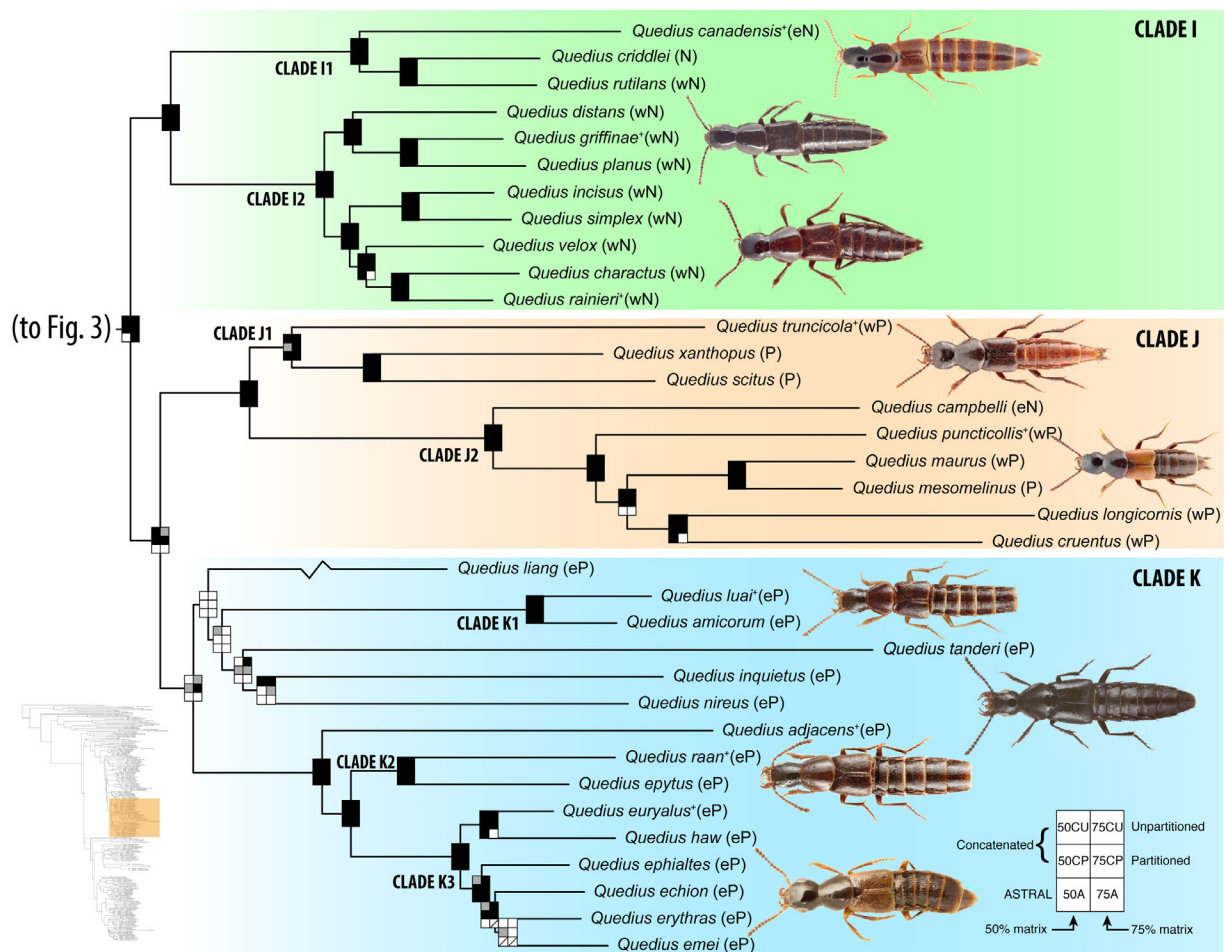 CLADE I
Quedius canadensis⁺(eN)
Quedius criddlei (N)
CLADE I1
Quedius rutilans (wN)
Quedius distans (wN)
Quedius griffinae⁺(wN)
Quedius planus (wN)
CLADE I2
Quedius incisus (wN)
Quedius simplex (wN)
Quedius velox (wN)
Quedius charactus (wN)
Quedius rainieri⁺(wN)
(to Fig. 3)
CLADE J
CLADE J1
Quedius truncicola⁺(wP)
Quedius xanthopus (P)
Quedius scitus (P)
Quedius campbelli (eN)
Quedius puncticollis⁺(wP)
CLADE J2
Quedius maurus (wP)
Quedius mesomelinus (P)
Quedius longicornis (wP)
Quedius cruentus (wP)
CLADE K
Quedius liang (eP)
Quedius luai⁺(eP)
CLADE K1
Quedius amicorum (eP)
Quedius tanderi (eP)
Quedius inquietus (eP)
Quedius nireus (eP)
Quedius adjacens⁺(eP)
CLADE K2
Quedius raan⁺(eP)
Quedius epytus (eP)
Quedius euryalus⁺(eP)
Quedius haw (eP)
CLADE K3
Quedius ephialtes (eP)
Quedius echion (eP)
Quedius erythras (eP)
Quedius emei (eP)
Concatenated
50CU 75CU Unpartitioned
50CP 75CP Partitioned
ASTRAL 50A 75A
50% matrix 75% matrix